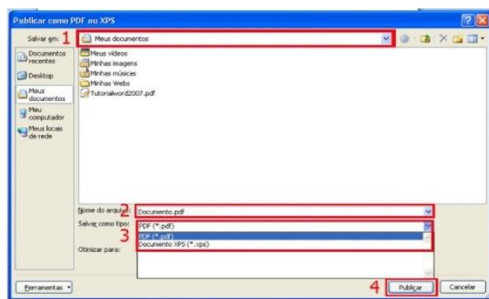 Publicar como PDF ou XPS
Salvar em: 1 Meus documentos
Documentos recentes
Desktop
Meus documentos
Meu computador
Meus locais de rede
Meus vídeos
Minhas imagens
Minhas músicas
Minhas Webs
Tutorialword2007.pdf
Nome do arquivo: 2 Documento.pdf
Salvar como tipo: PDF (*.pdf)
3 PDF (*.pdf)
Documento XPS (*.xps)
Otimizar para:
Ferramentas 4 Publicar Cancelar